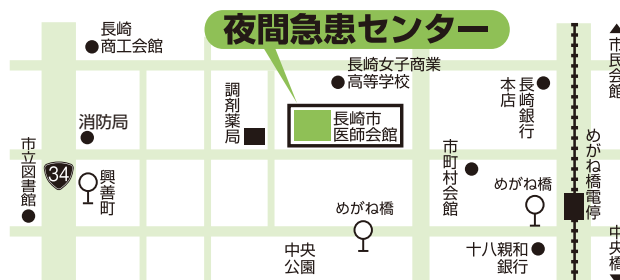 夜間急患センター
長崎
商工会館
市民会館
長崎女子商業
高等学校
調剤薬局
長崎銀行
本店
長崎市
医師会館
消防局
市立図書館
34
興善町
市町村会館
めがね橋
めがね橋電停
めがね橋
中央
公園
十八親和
銀行
中央橋